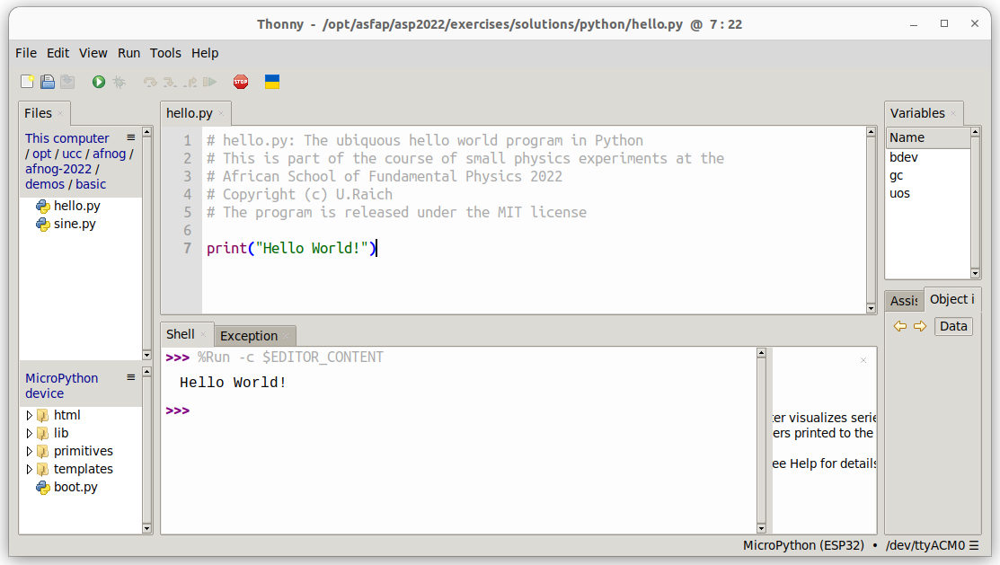 Thonny - /opt/asfap/asp2022/exercises/solutions/python/hello.py @ 7:22
File Edit View Run Tools Help
STOP
Files
This computer
/ opt / ucc / afnog /
afnog-2022 /
demos / basic
hello.py
sine.py
MicroPython
device
html
lib
primitives
templates
boot.py
hello.py
1 # hello.py: The ubiquous hello world program in Python
2 # This is part of the course of small physics experiments at the
3 # African School of Fundamental Physics 2022
4 # Copyright (c) U.Raich
5 # The program is released under the MIT license
6
7 print("Hello World!")
Shell Exception
>>> %Run -c $EDITOR_CONTENT
Hello World!
>>>
er visualizes serie
ers printed to the
ee Help for details
Variables
Name
bdev
gc
uos
Assis Object i
Data
MicroPython (ESP32) • /dev/ttyACM0 ☰